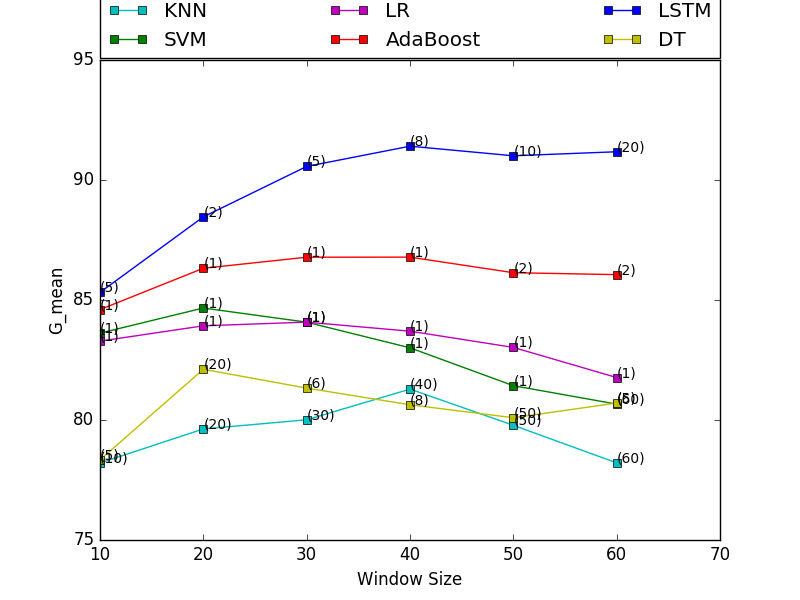 KNN LR LSTM
SVM AdaBoost DT
95
90
85
80
75
G_mean
(5) (2) (5) (8) (10) (20)
(1) (1) (1) (1) (2) (2)
(1) (1) (1) (1) (1) (1)
(1) (1) (1) (1) (1) (5)
(5) (20) (6) (8) (50) (60)
(10) (20) (30) (40) (50) (60)
10 20 30 40 50 60 70
Window Size